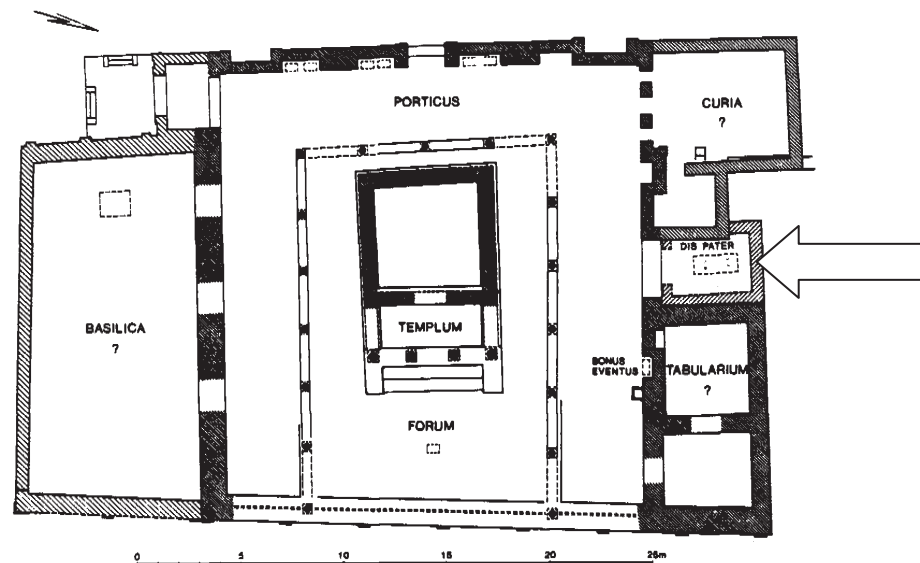 PORTICUS
CURIA
?
DIS PATER
BASILICA
?
TEMPLUM
BONUS
EVENTUS
TABULARIUM
?
FORUM
0 5 10 15 20 25m